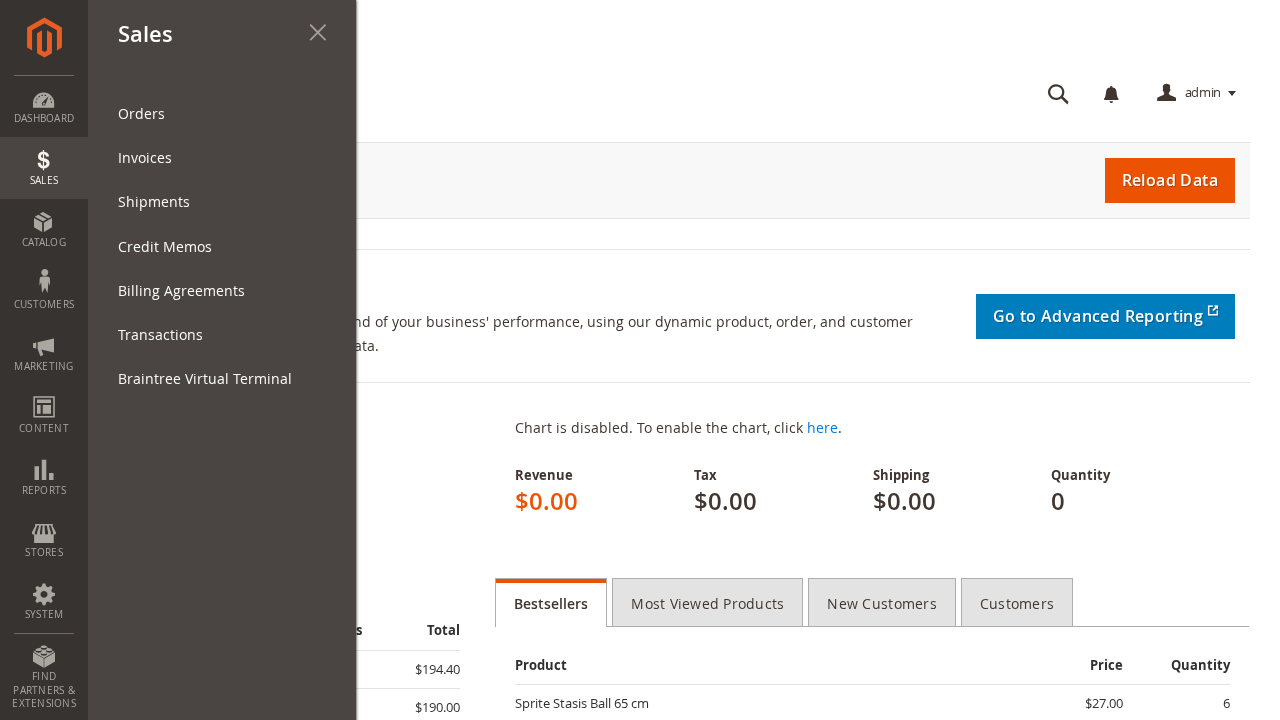 DASHBOARD
SALES
CATALOG
CUSTOMERS
MARKETING
CONTENT
REPORTS
STORES
SYSTEM
FIND
PARTNERS &
EXTENSIONS
Sales
Orders
Invoices
Shipments
Credit Memos
Billing Agreements
Transactions
Braintree Virtual Terminal
admin
Reload Data
nd of your business' performance, using our dynamic product, order, and customer
ata.
Go to Advanced Reporting
Chart is disabled. To enable the chart, click here.
Revenue Tax Shipping Quantity
$0.00 $0.00 $0.00 0
s Total
$194.40
$190.00
Bestsellers Most Viewed Products New Customers Customers
Product Price Quantity
Sprite Stasis Ball 65 cm $27.00 6